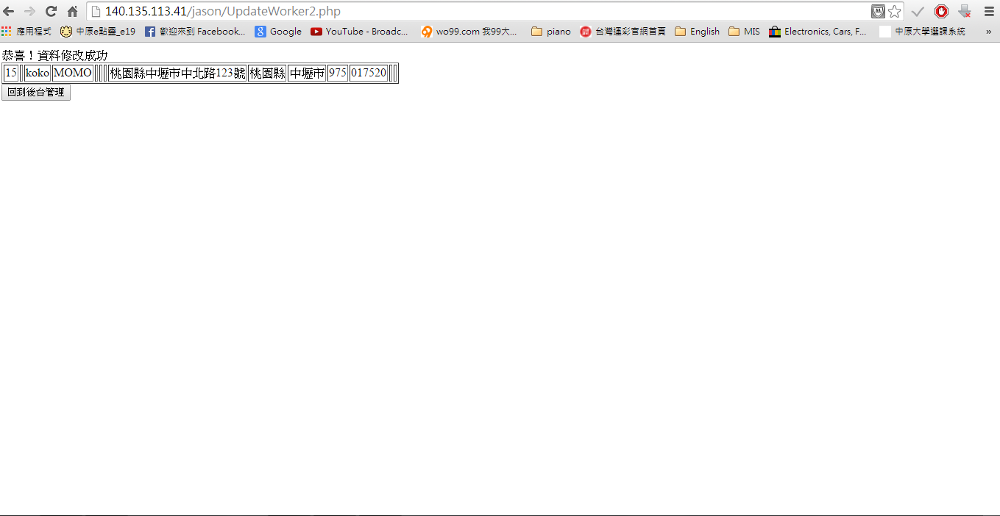 140.135.113.41/jason/UpdateWorker2.php
應用程式 中原e點靈_e19 歡迎來到 Facebook... Google YouTube - Broadc... wo99.com 我99大... piano 台灣運彩官網首頁 English MIS Electronics, Cars, F... 中原大學選課系統 »
恭喜！資料修改成功
15 koko MOMO 桃園縣中壢市中北路123號 桃園縣 中壢市 975 017520
回到後台管理